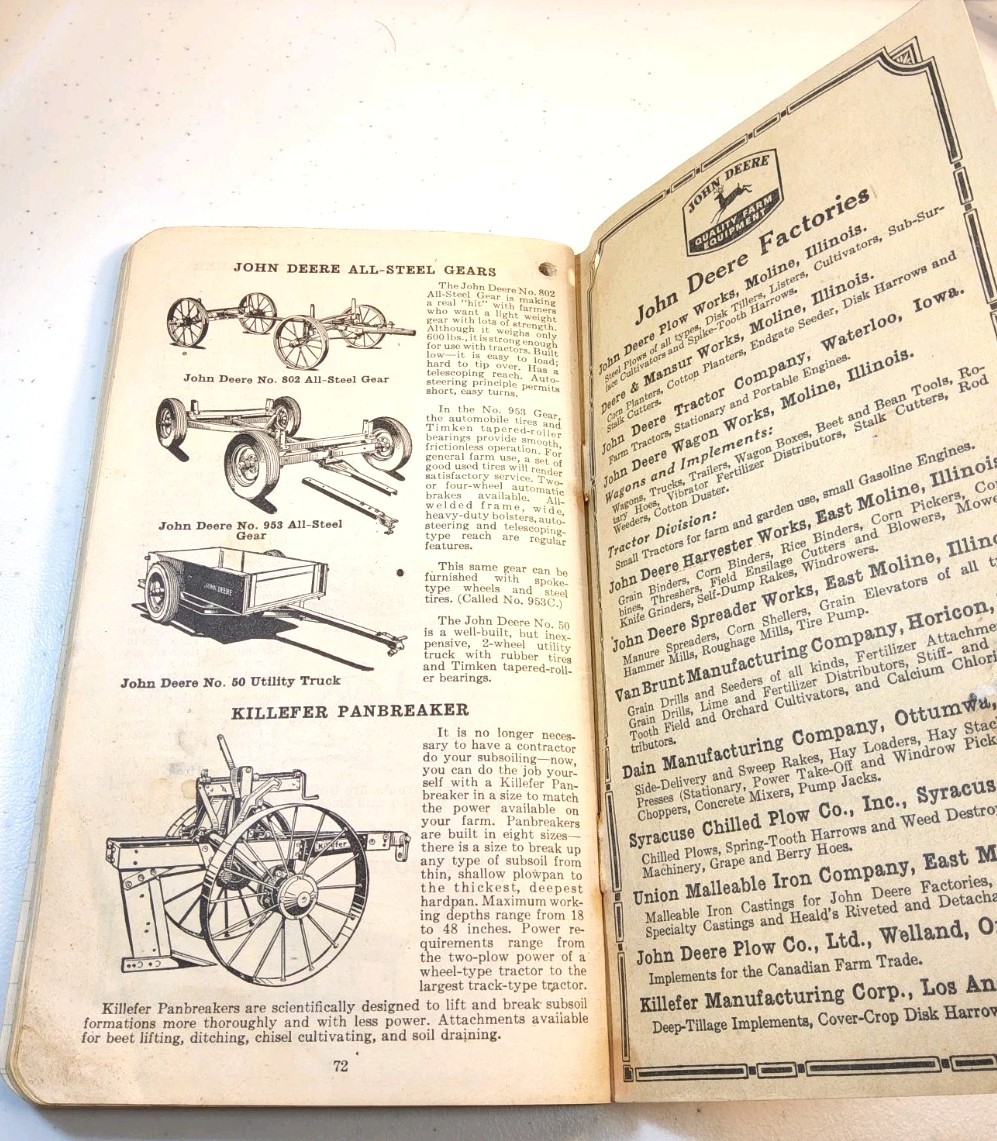 JOHN DEERE ALL-STEEL GEARS
The John Deere No. 802
All-Steel Gear is making
a real "hit" with farmers
who want a light weight
gear with lots of strength.
Although it weighs only
600 lbs., it is strong enough
for use with tractors. Built
low—it is easy to load;
hard to tip over. Has a
telescoping reach. Auto-
steering principle permits
short, easy turns.
John Deere No. 802 All-Steel Gear
In the No. 953 Gear,
the automobile tires and
Timken tapered-roller
bearings provide smooth,
frictionless operation. For
general farm use, a set of
good used tires will render
satisfactory service. Two-
or four-wheel automatic
brakes available. All-
welded frame, wide,
heavy-duty bolsters, auto-
steering and telescoping-
type reach are regular
features.
John Deere No. 953 All-Steel
Gear
This same gear can be
furnished with spoke-
type wheels and steel
tires. (Called No. 953C.)
JOHN DEERE
The John Deere No. 50
is a well-built, but inex-
pensive, 2-wheel utility
truck with rubber tires
and Timken tapered-roll-
er bearings.
John Deere No. 50 Utility Truck
KILLEFER PANBREAKER
It is no longer neces-
sary to have a contractor
do your subsoiling—now,
you can do the job your-
self with a Killefer Pan-
breaker in a size to match
the power available on
your farm. Panbreakers
are built in eight sizes—
there is a size to break up
any type of subsoil from
thin, shallow plowpan to
the thickest, deepest
hardpan. Maximum work-
ing depths range from 18
to 48 inches. Power re-
quirements range from
the two-plow power of a
wheel-type tractor to the
largest track-type tractor.
Killefer
Killefer Panbreakers are scientifically designed to lift and break subsoil
formations more thoroughly and with less power. Attachments available
for beet lifting, ditching, chisel cultivating, and soil draining.
72
JOHN DEERE
QUALITY FARM
EQUIPMENT
John Deere Factories
John Deere Plow Works, Moline, Illinois.
Steel Plows of all types, Disk Tillers, Listers, Cultivators, Sub-Sur-
face Cultivators and Spike-Tooth Harrows.
Deere & Mansur Works, Moline, Illinois.
Corn Planters, Cotton Planters, Endgate Seeder, Disk Harrows and
Stalk Cutters.
John Deere Tractor Company, Waterloo, Iowa.
Farm Tractors, Stationary and Portable Engines.
John Deere Wagon Works, Moline, Illinois.
Wagons and Implements:
Wagons, Trucks, Trailers, Wagon Boxes, Beet and Bean Tools, Ro-
tary Hoes, Vibrator Fertilizer Distributors, Stalk Cutters, Rod
Weeders, Cotton Duster.
Tractor Division:
Small Tractors for farm and garden use, small Gasoline Engines.
John Deere Harvester Works, East Moline, Illinois
Grain Binders, Corn Binders, Rice Binders, Corn Pickers, Co
bines, Threshers, Field Ensilage Cutters and Blowers, Mowe
Knife Grinders, Self-Dump Rakes, Windrowers.
John Deere Spreader Works, East Moline, Illino
Manure Spreaders, Corn Shellers, Grain Elevators of all t
Hammer Mills, Roughage Mills, Tire Pump.
Van Brunt Manufacturing Company, Horicon,
Grain Drills and Seeders of all kinds, Fertilizer Attachme
Grain Drills, Lime and Fertilizer Distributors, Stiff- and
Tooth Field and Orchard Cultivators, and Calcium Chlori
tributors.
Dain Manufacturing Company, Ottumwa,
Side-Delivery and Sweep Rakes, Hay Loaders, Hay Stac
Presses (Stationary, Power Take-Off and Windrow Pick
Choppers, Concrete Mixers, Pump Jacks.
Syracuse Chilled Plow Co., Inc., Syracus
Chilled Plows, Spring-Tooth Harrows and Weed Destro
Machinery, Grape and Berry Hoes.
Union Malleable Iron Company, East M
Malleable Iron Castings for John Deere Factories,
Specialty Castings and Heald's Riveted and Detacha
John Deere Plow Co., Ltd., Welland, O
Implements for the Canadian Farm Trade.
Killefer Manufacturing Corp., Los An
Deep-Tillage Implements, Cover-Crop Disk Harrow